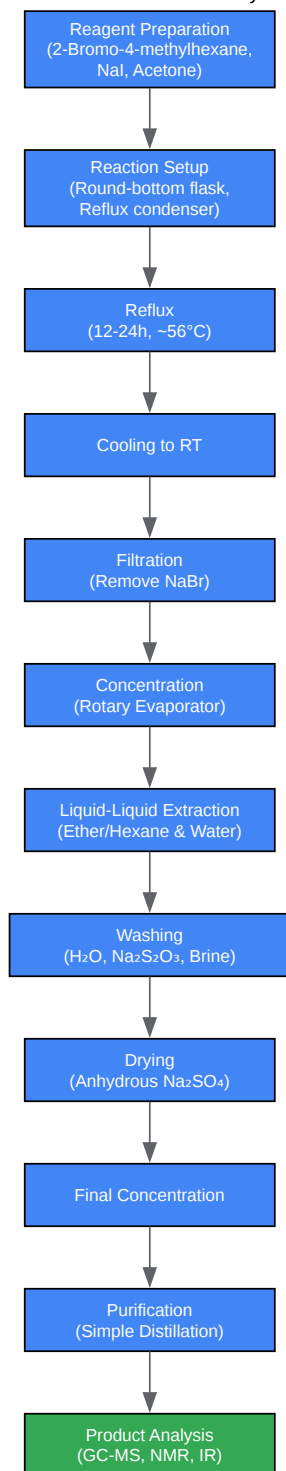 Reagent Preparation
(2-Bromo-4-methylhexane,
NaI, Acetone)
Reaction Setup
(Round-bottom flask,
Reflux condenser)
Reflux
(12-24h, ~56°C)
Cooling to RT
Filtration
(Remove NaBr)
Concentration
(Rotary Evaporator)
Liquid-Liquid Extraction
(Ether/Hexane & Water)
Washing
(H₂O, Na₂S₂O₃, Brine)
Drying
(Anhydrous Na₂SO₄)
Final Concentration
Purification
(Simple Distillation)
Product Analysis
(GC-MS, NMR, IR)